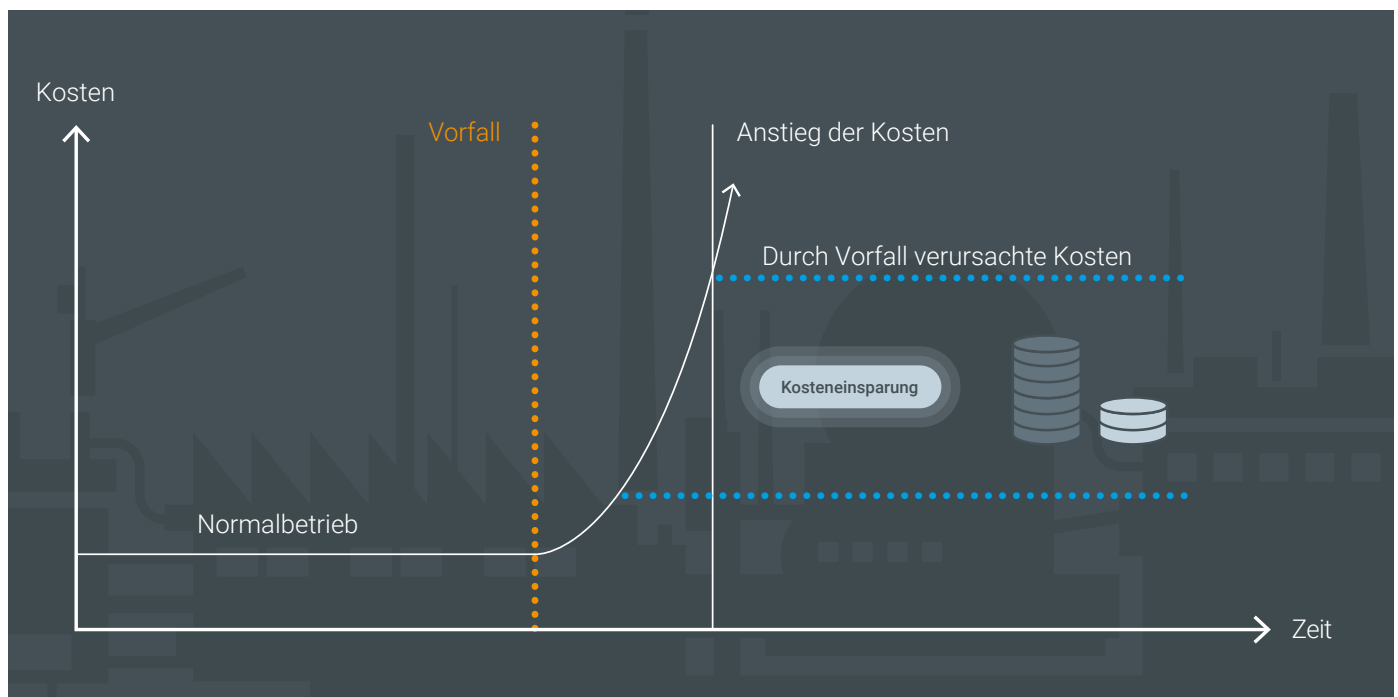 Kosten
Vorfall
Anstieg der Kosten
Durch Vorfall verursachte Kosten
Kosteneinsparung
Normalbetrieb
Zeit